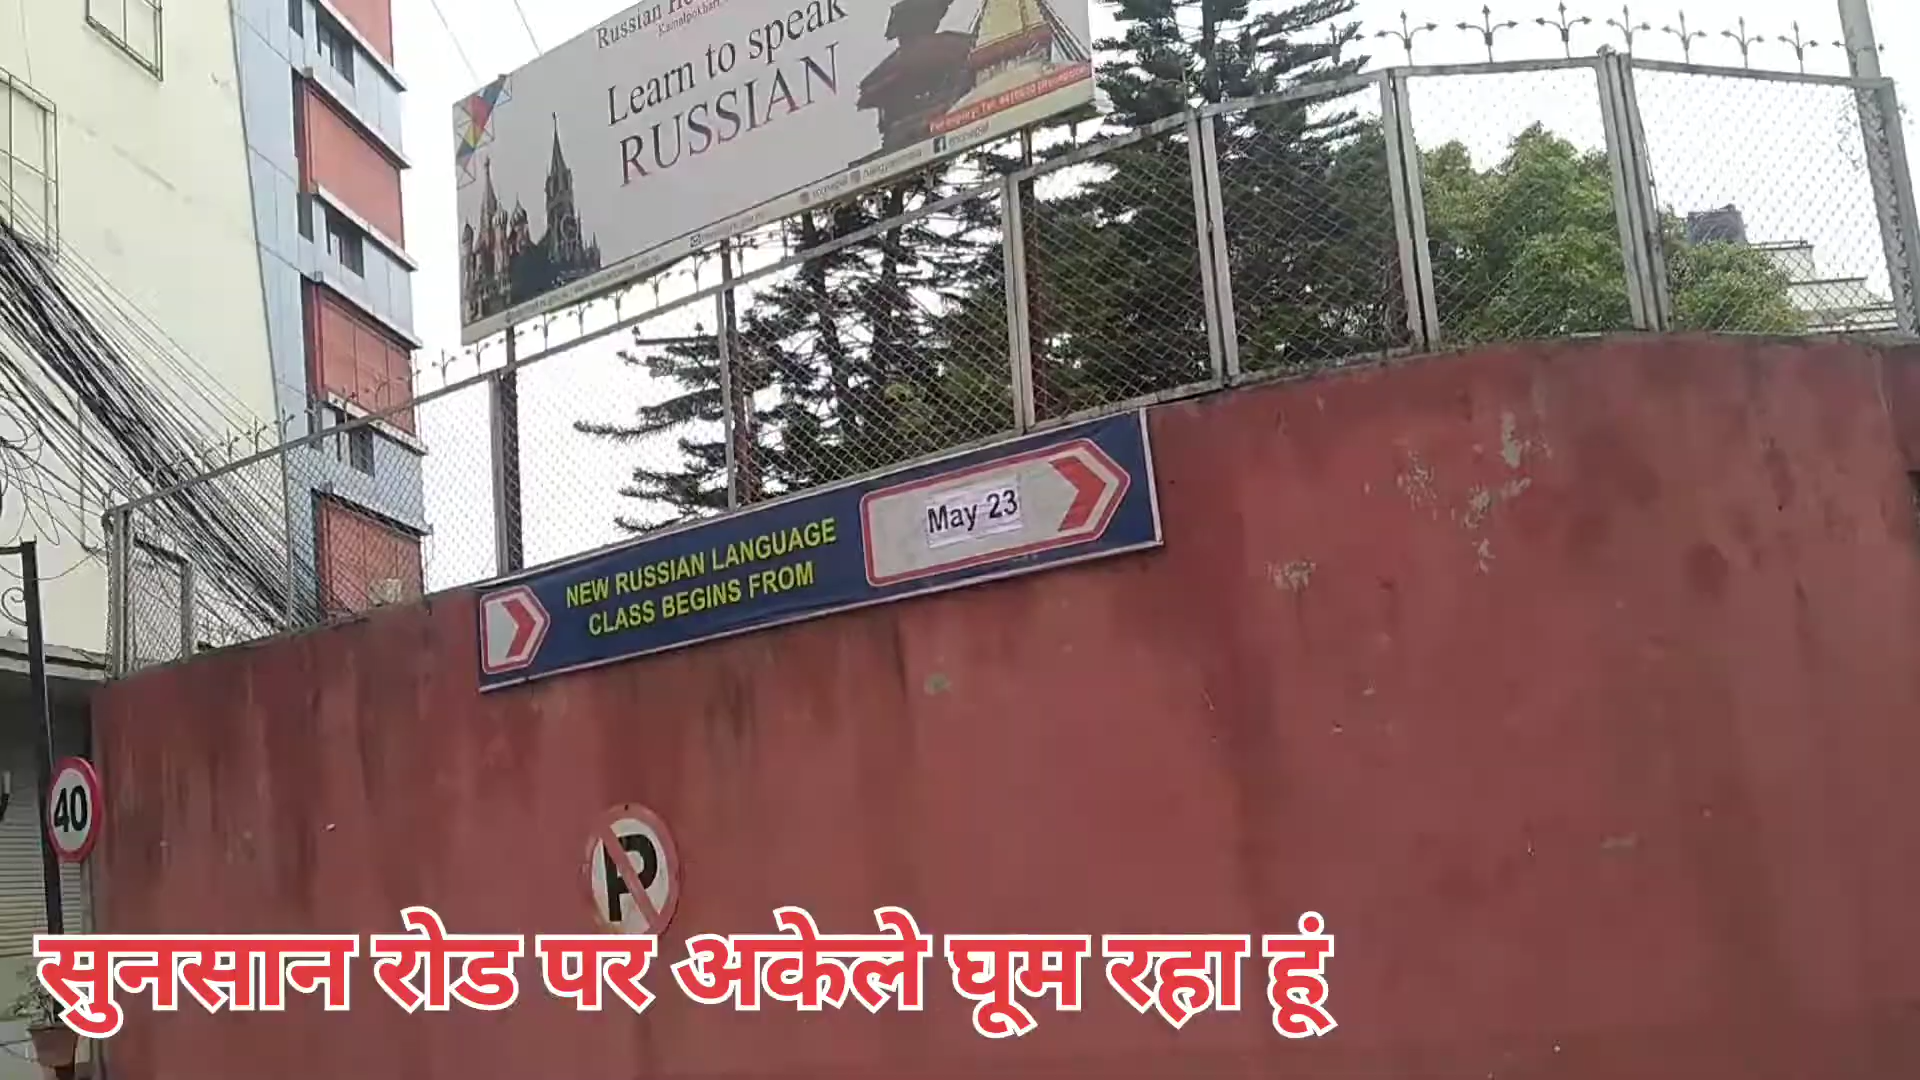 Russian
Kamalpokhari
Learn to speak
RUSSIAN
NEW RUSSIAN LANGUAGE
CLASS BEGINS FROM
May 23
40
P
सुनसान रोड पर अकेले घूम रहा हूं